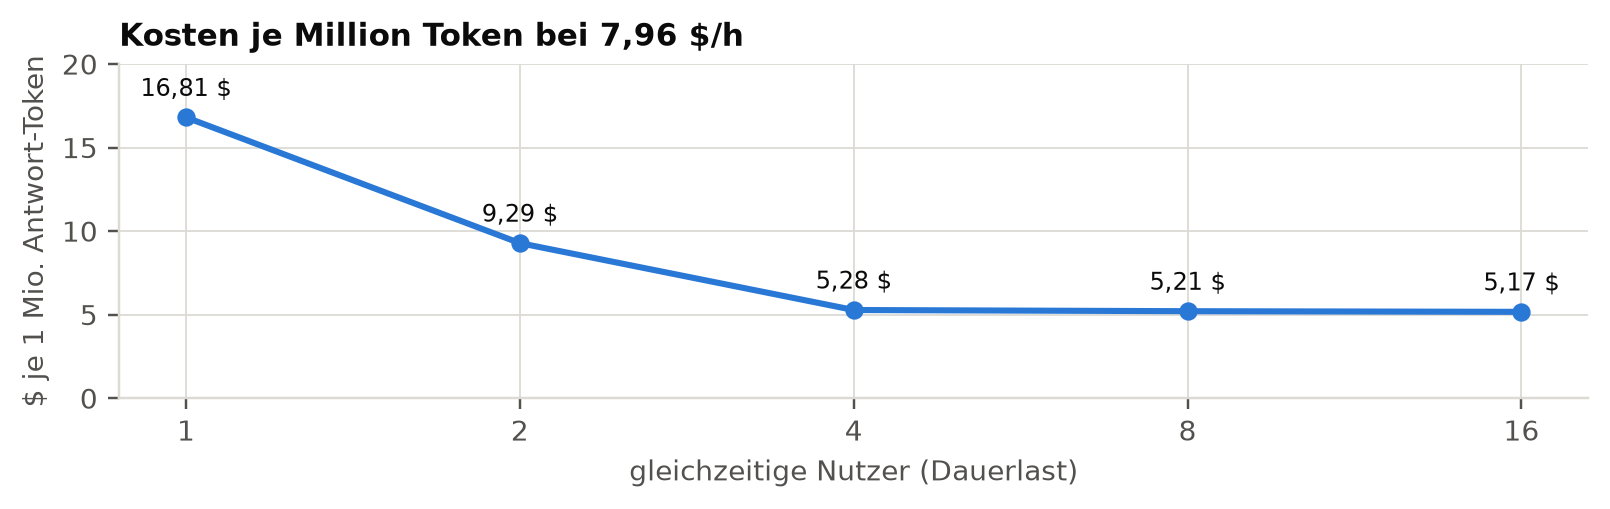 Kosten je Million Token bei 7,96 $/h
$ je 1 Mio. Antwort-Token
20
15
10
5
0
16,81 $
9,29 $
5,28 $
5,21 $
5,17 $
1 2 4 8 16
gleichzeitige Nutzer (Dauerlast)